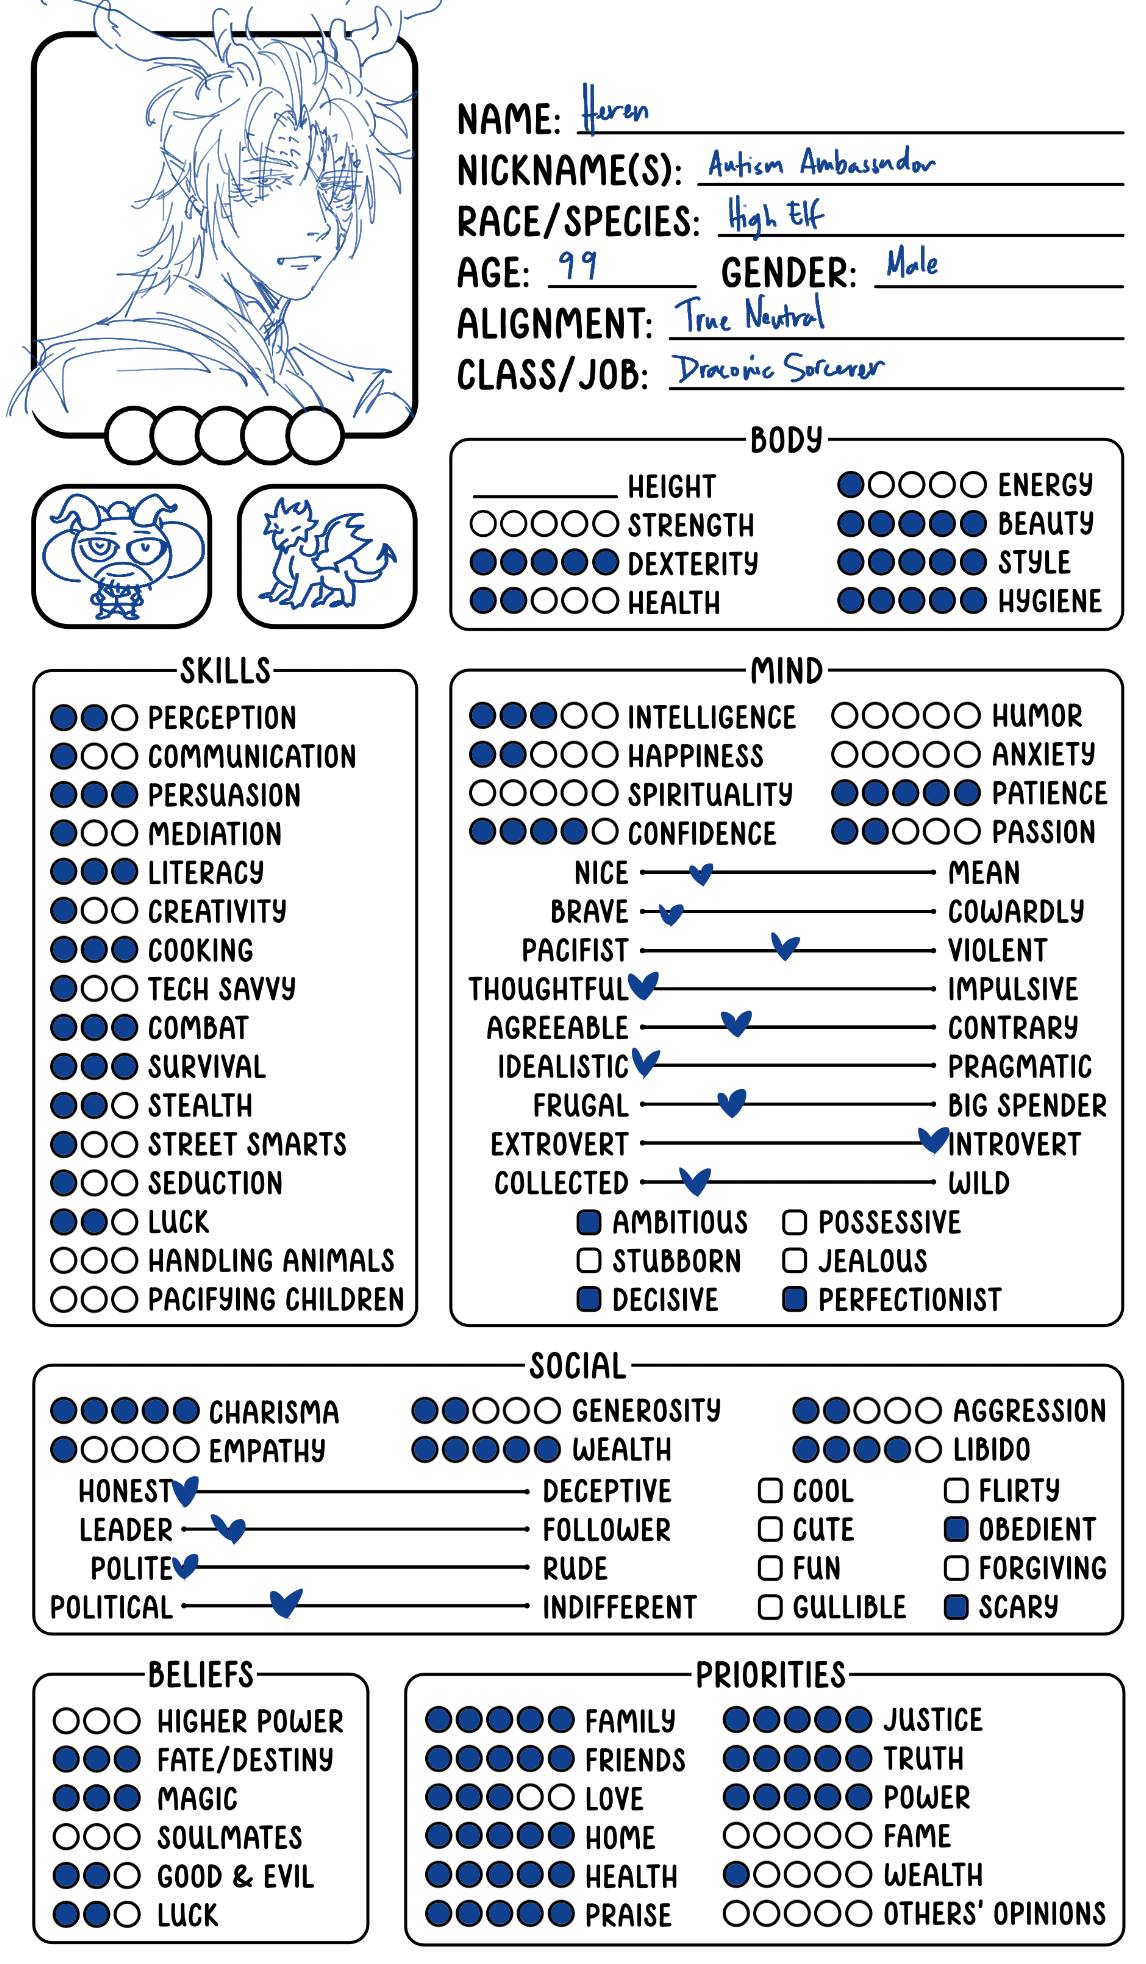 NAME: Heren
NICKNAME(S): Autism Ambassador
RACE/SPECIES: High Elf
AGE: 99 GENDER: Male
ALIGNMENT: True Neutral
CLASS/JOB: Draconic Sorcerer
BODY
HEIGHT ENERGY
STRENGTH BEAUTY
DEXTERITY STYLE
HEALTH HYGIENE
SKILLS
PERCEPTION
COMMUNICATION
PERSUASION
MEDIATION
LITERACY
CREATIVITY
COOKING
TECH SAVVY
COMBAT
SURVIVAL
STEALTH
STREET SMARTS
SEDUCTION
LUCK
HANDLING ANIMALS
PACIFYING CHILDREN
MIND
INTELLIGENCE HUMOR
HAPPINESS ANXIETY
SPIRITUALITY PATIENCE
CONFIDENCE PASSION
NICE MEAN
BRAVE COWARDLY
PACIFIST VIOLENT
THOUGHTFUL IMPULSIVE
AGREEABLE CONTRARY
IDEALISTIC PRAGMATIC
FRUGAL BIG SPENDER
EXTROVERT INTROVERT
COLLECTED WILD
AMBITIOUS POSSESSIVE
STUBBORN JEALOUS
DECISIVE PERFECTIONIST
SOCIAL
CHARISMA GENEROSITY AGGRESSION
EMPATHY WEALTH LIBIDO
HONEST DECEPTIVE COOL FLIRTY
LEADER FOLLOWER CUTE OBEDIENT
POLITE RUDE FUN FORGIVING
POLITICAL INDIFFERENT GULLIBLE SCARY
BELIEFS
HIGHER POWER
FATE/DESTINY
MAGIC
SOULMATES
GOOD & EVIL
LUCK
PRIORITIES
FAMILY JUSTICE
FRIENDS TRUTH
LOVE POWER
HOME FAME
HEALTH WEALTH
PRAISE OTHERS' OPINIONS